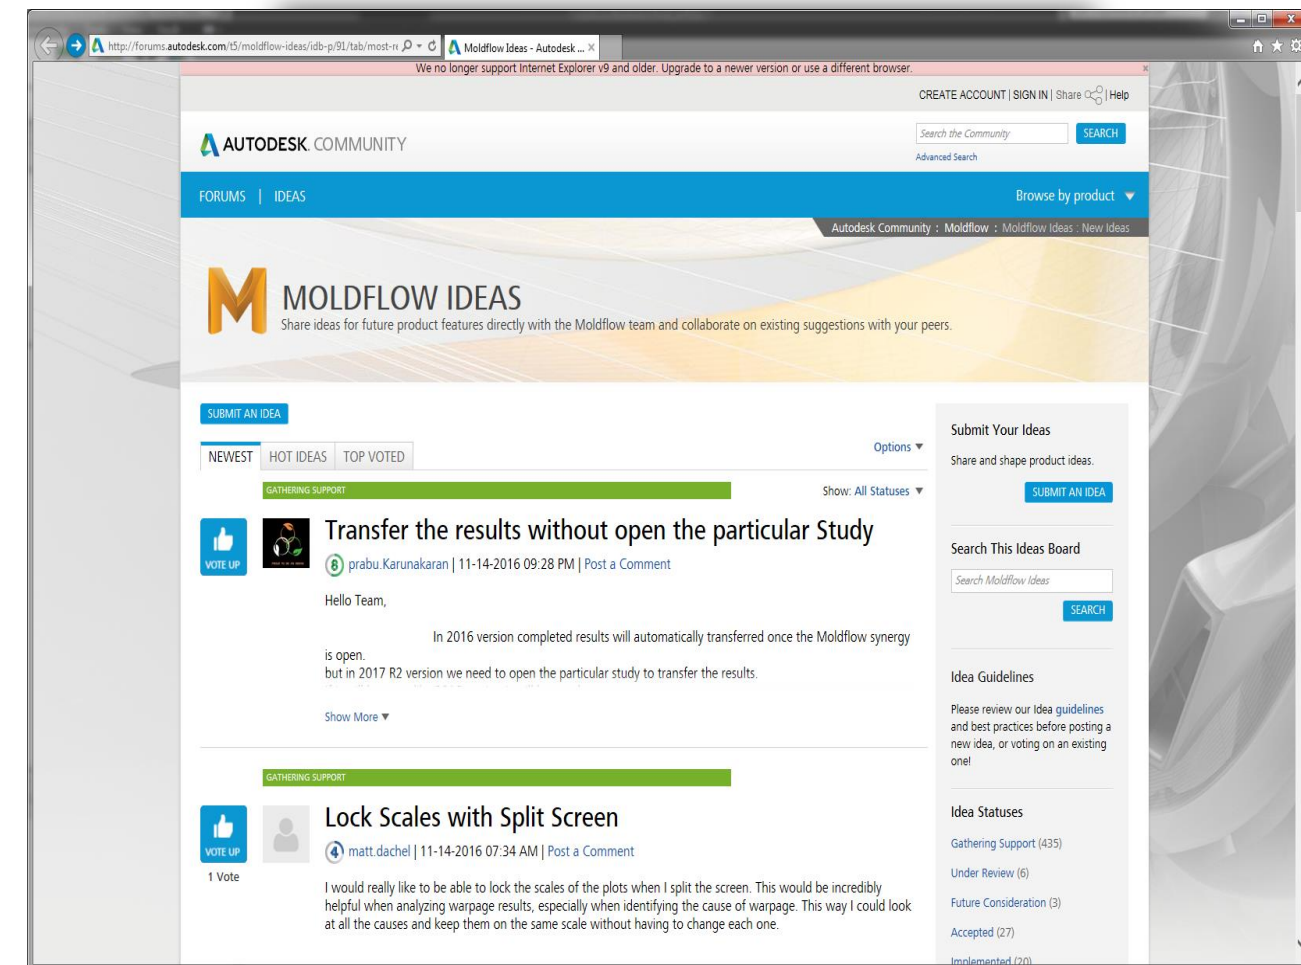 http://forums.autodesk.com/t5/moldflow-ideas/idb-p/91/tab/most-re
Moldflow Ideas - Autodesk ... ×
We no longer support Internet Explorer v9 and older. Upgrade to a newer version or use a different browser.
CREATE ACCOUNT | SIGN IN | Share | Help
AUTODESK. COMMUNITY
Search the Community
SEARCH
Advanced Search
FORUMS | IDEAS
Browse by product
Autodesk Community : Moldflow : Moldflow Ideas : New Ideas
MOLDFLOW IDEAS
Share ideas for future product features directly with the Moldflow team and collaborate on existing suggestions with your peers.
SUBMIT AN IDEA
NEWEST
HOT IDEAS
TOP VOTED
Options
GATHERING SUPPORT
Show: All Statuses
VOTE UP
Transfer the results without open the particular Study
8 prabu.Karunakaran | 11-14-2016 09:28 PM | Post a Comment
Hello Team,
In 2016 version completed results will automatically transferred once the Moldflow synergy
is open.
but in 2017 R2 version we need to open the particular study to transfer the results.
Show More
GATHERING SUPPORT
VOTE UP
1 Vote
Lock Scales with Split Screen
4 matt.dachel | 11-14-2016 07:34 AM | Post a Comment
I would really like to be able to lock the scales of the plots when I split the screen. This would be incredibly
helpful when analyzing warpage results, especially when identifying the cause of warpage. This way I could look
at all the causes and keep them on the same scale without having to change each one.
Submit Your Ideas
Share and shape product ideas.
SUBMIT AN IDEA
Search This Ideas Board
Search Moldflow Ideas
SEARCH
Idea Guidelines
Please review our Idea guidelines
and best practices before posting a
new idea, or voting on an existing
one!
Idea Statuses
Gathering Support (435)
Under Review (6)
Future Consideration (3)
Accepted (27)
Implemented (20)